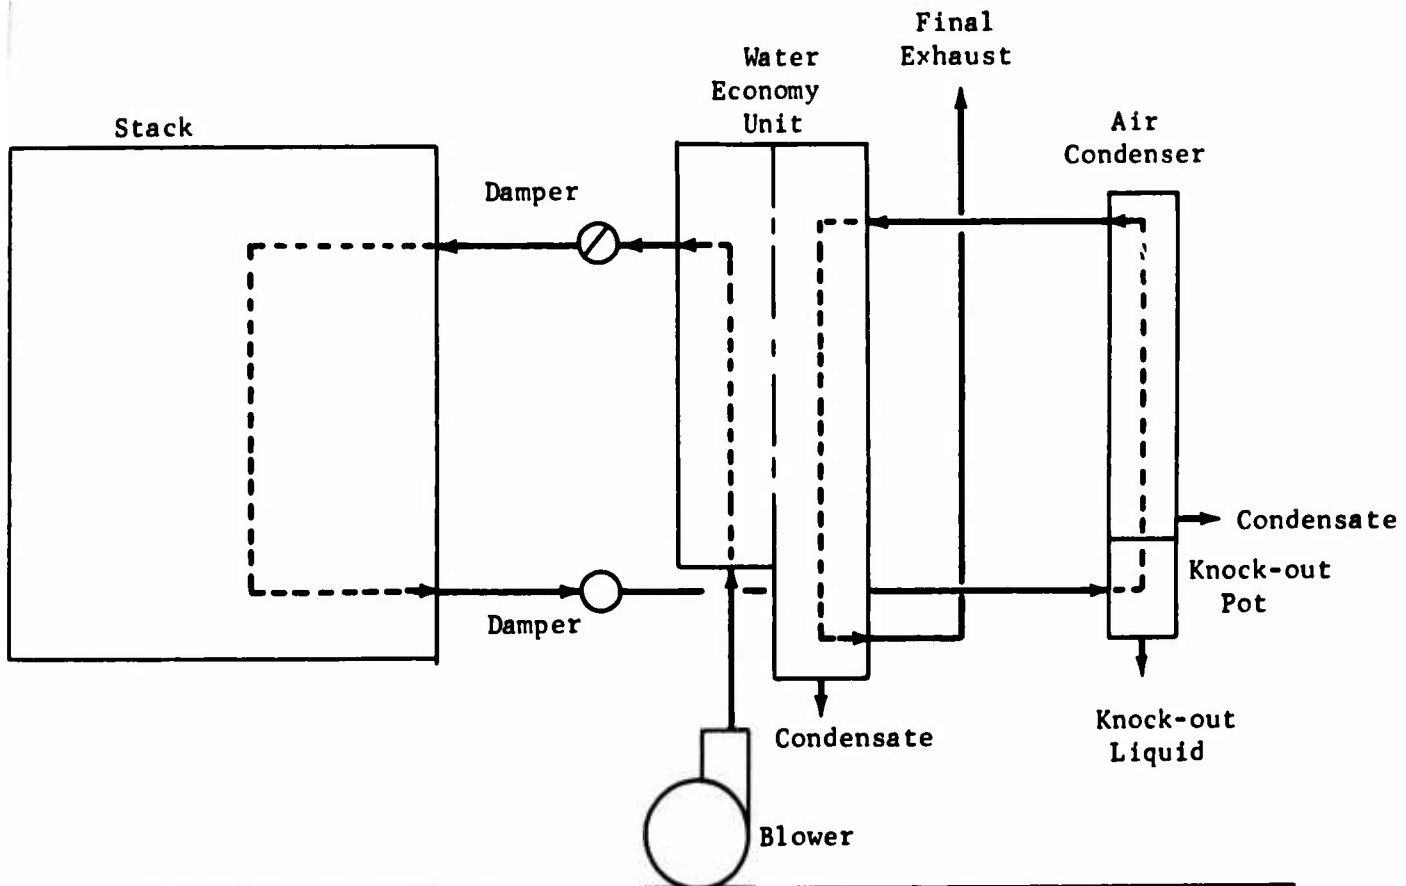 Final
Exhaust
Water
Economy
Unit
Air
Condenser
Stack
Damper
Condensate
Knock-out
Pot
Damper
Knock-out
Liquid
Condensate
Blower